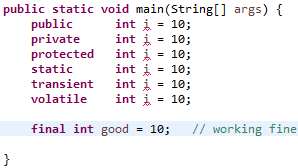 public static void main(String[] args) {
public int i = 10;
private int i = 10;
protected int i = 10;
static int i = 10;
transient int i = 10;
volatile int i = 10;
final int good = 10; // working fine
}